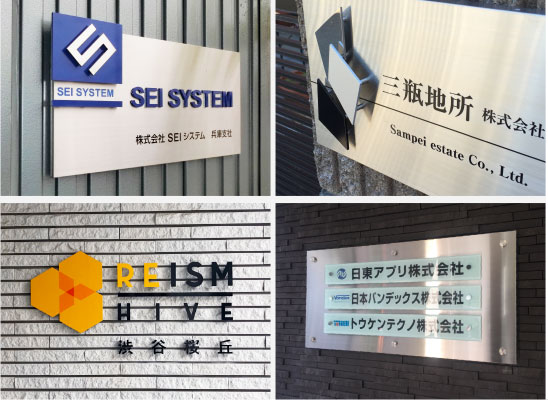 SEI SYSTEM
SEI SYSTEM
株式会社 SEIシステム 兵庫支社
三瓶地所 株式会社
Sampei estate Co., Ltd.
REISM
HIVE
渋谷桜丘
日東アプリ株式会社
日本バンデックス株式会社
トウケンテクノ株式会社